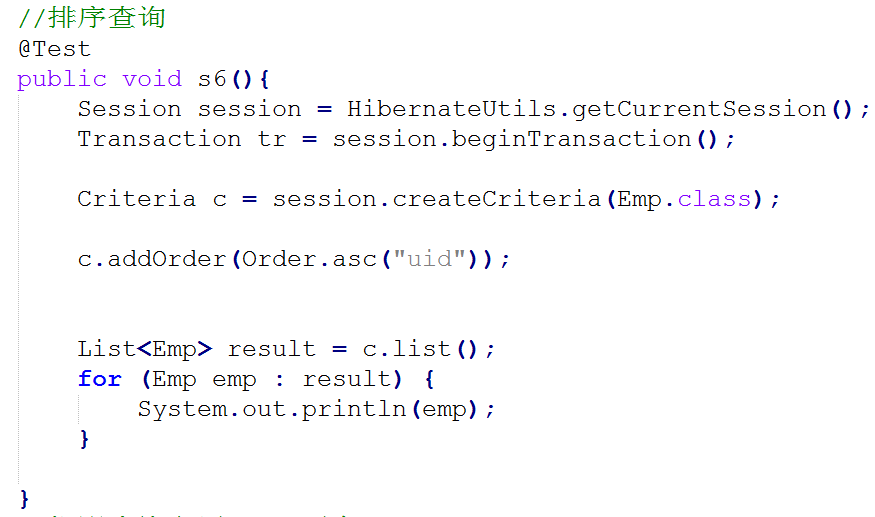 //排序查询
@Test
public void s6(){
    Session session = HibernateUtils.getCurrentSession();
    Transaction tr = session.beginTransaction();
    Criteria c = session.createCriteria(Emp.class);
    c.addOrder(Order.asc("uid"));
    List<Emp> result = c.list();
    for (Emp emp : result) {
        System.out.println(emp);
    }
}